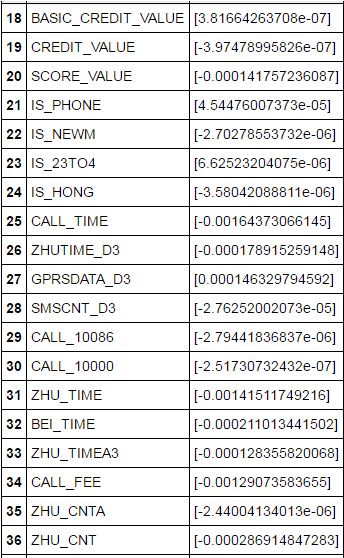 18 BASIC_CREDIT_VALUE [3.81664263708e-07]
19 CREDIT_VALUE [-3.97478995826e-07]
20 SCORE_VALUE [-0.000141757236087]
21 IS_PHONE [4.54476007373e-05]
22 IS_NEWM [-2.70278553732e-06]
23 IS_23TO4 [6.62523204075e-06]
24 IS_HONG [-3.58042088811e-06]
25 CALL_TIME [-0.00164373066145]
26 ZHUTIME_D3 [-0.000178915259148]
27 GPRSDATA_D3 [0.000146329794592]
28 SMSCNT_D3 [-2.76252002073e-05]
29 CALL_10086 [-2.79441836837e-06]
30 CALL_10000 [-2.51730732432e-07]
31 ZHU_TIME [-0.00141511749216]
32 BEI_TIME [-0.000211013441502]
33 ZHU_TIMEA3 [-0.000128355820068]
34 CALL_FEE [-0.00129073583655]
35 ZHU_CNTA [-2.44004134013e-06]
36 ZHU_CNT [-0.000286914847283]